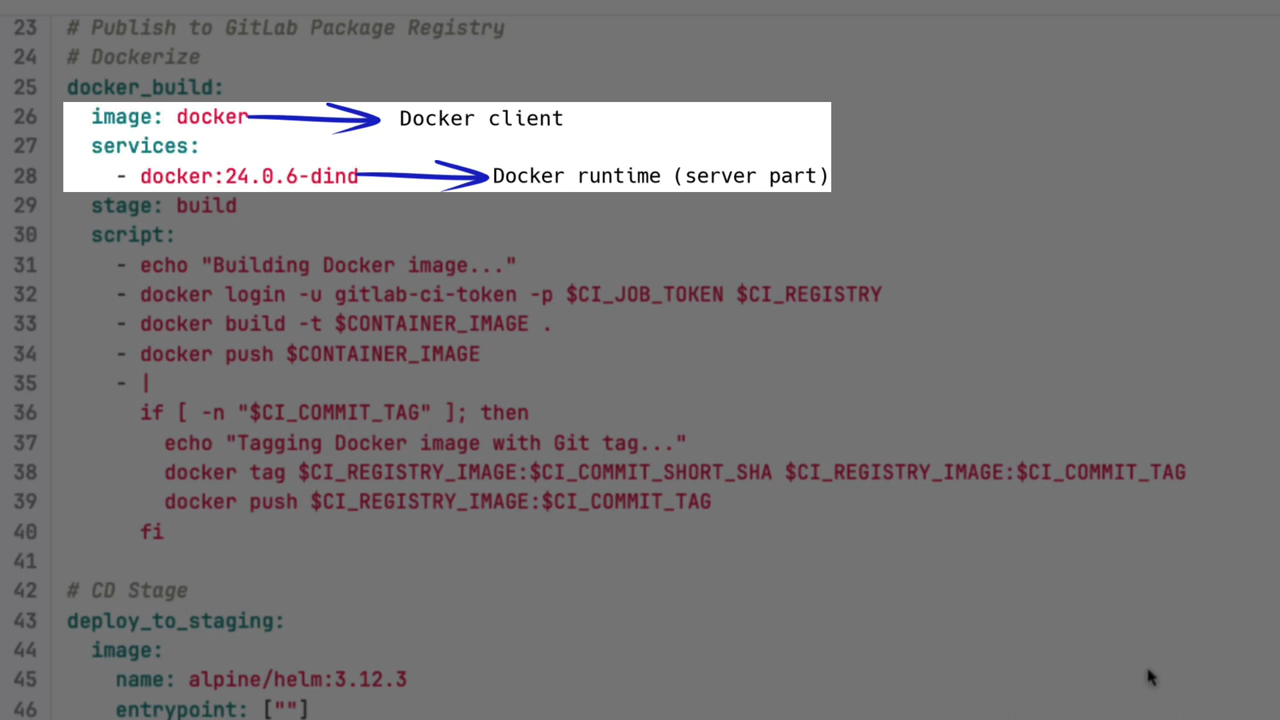 23 # Publish to GitLab Package Registry
24 # Dockerize
25 docker_build:
26 image: docker Docker client
27 services:
28 - docker:24.0.6-dind Docker runtime (server part)
29 stage: build
30 script:
31 - echo "Building Docker image..."
32 - docker login -u gitlab-ci-token -p $CI_JOB_TOKEN $CI_REGISTRY
33 - docker build -t $CONTAINER_IMAGE .
34 - docker push $CONTAINER_IMAGE
35 - |
36 if [ -n "$CI_COMMIT_TAG" ]; then
37 echo "Tagging Docker image with Git tag..."
38 docker tag $CI_REGISTRY_IMAGE:$CI_COMMIT_SHORT_SHA $CI_REGISTRY_IMAGE:$CI_COMMIT_TAG
39 docker push $CI_REGISTRY_IMAGE:$CI_COMMIT_TAG
40 fi
41
42 # CD Stage
43 deploy_to_staging:
44 image:
45 name: alpine/helm:3.12.3
46 entrypoint: [""]